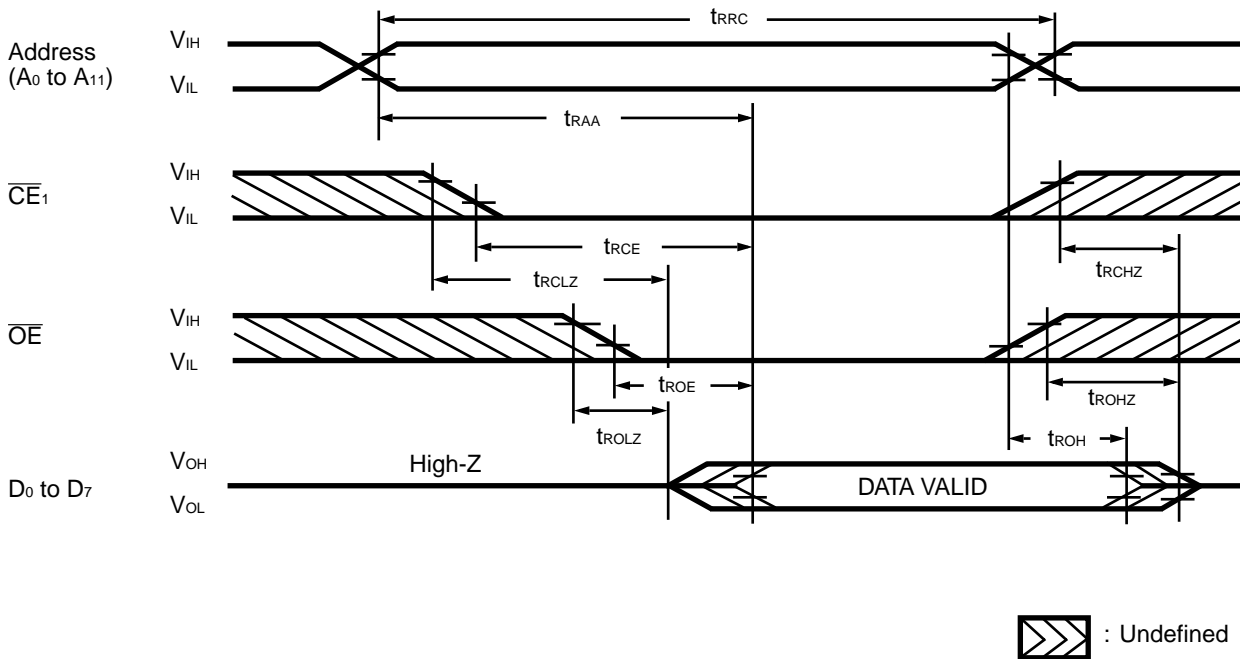 tRRC
Address
(A0 to A11)
VIH
VIL
tRAA
CE1
VIH
VIL
tRCE
tRCLZ
tRCHZ
OE
VIH
VIL
tROE
tROLZ
tROHZ
tROH
D0 to D7
VOH
VOL
High-Z
DATA VALID
: Undefined